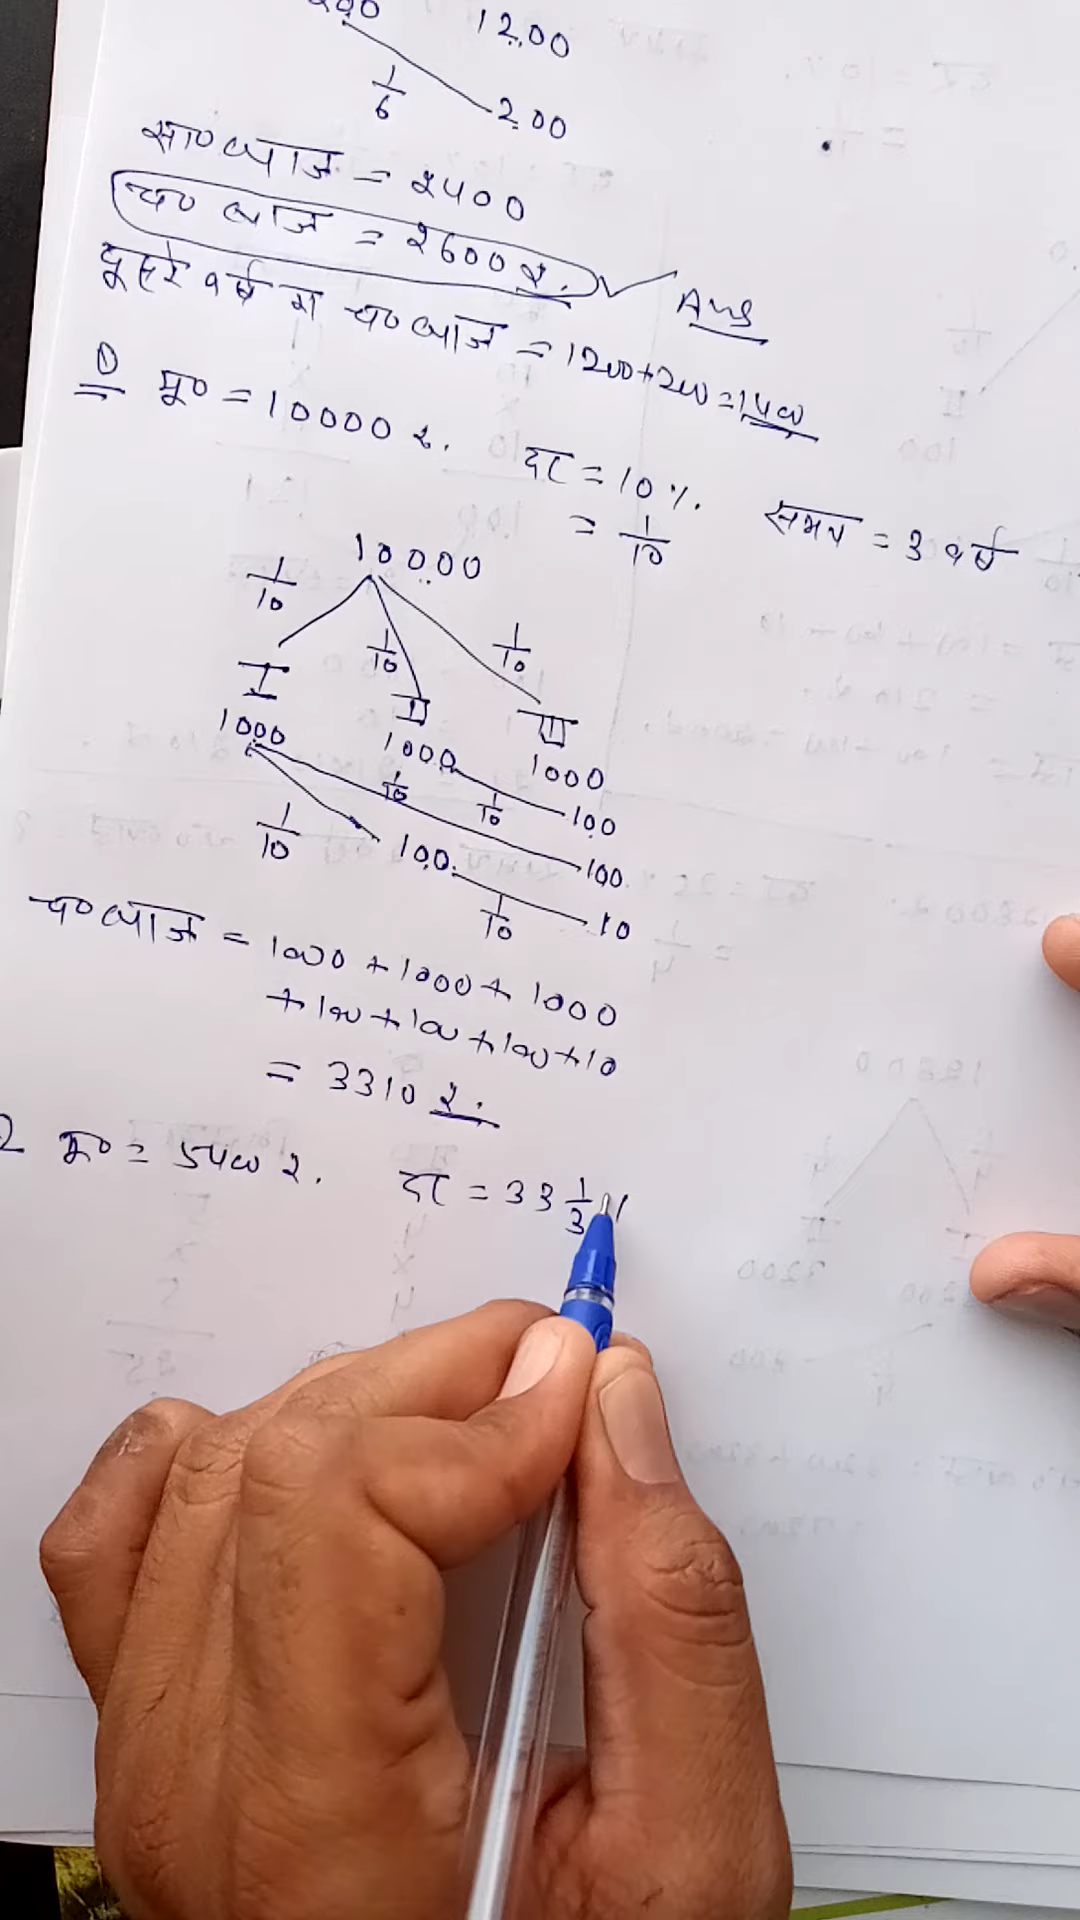 12.00
1/6 2.00
सा० ब्याज = 2400
च० ब्याज = 2600 रु. Ans
दूसरे वर्ष का च० ब्याज = 1200+200=1400
① मू० = 10000 रु. दर = 10 %. समय = 3 वर्ष
= 1/10
10000
1/10 1/10 1/10
I II III
1000 1000 1000
1/10 1/10 100
1/10 100 100
1/10 10
च० ब्याज = 1000 + 1000 + 1000
+ 100 + 100 + 100 + 10
= 3310 रु.
2 मू० = 5400 रु. दर = 33 1/3